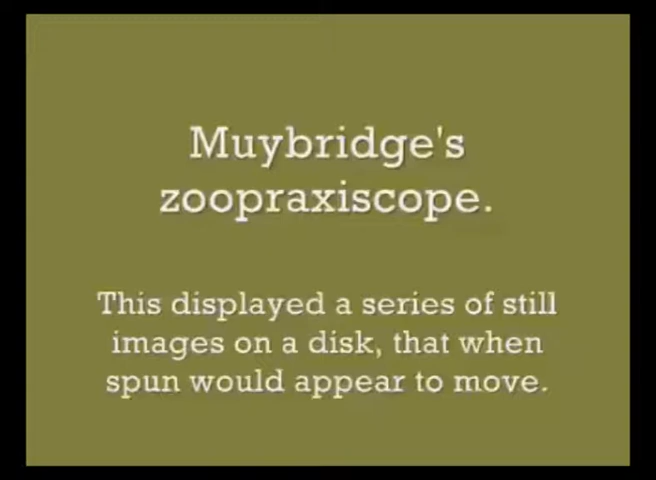 Muybridge's
zoopraxiscope.
This displayed a series of still
images on a disk, that when
spun would appear to move.